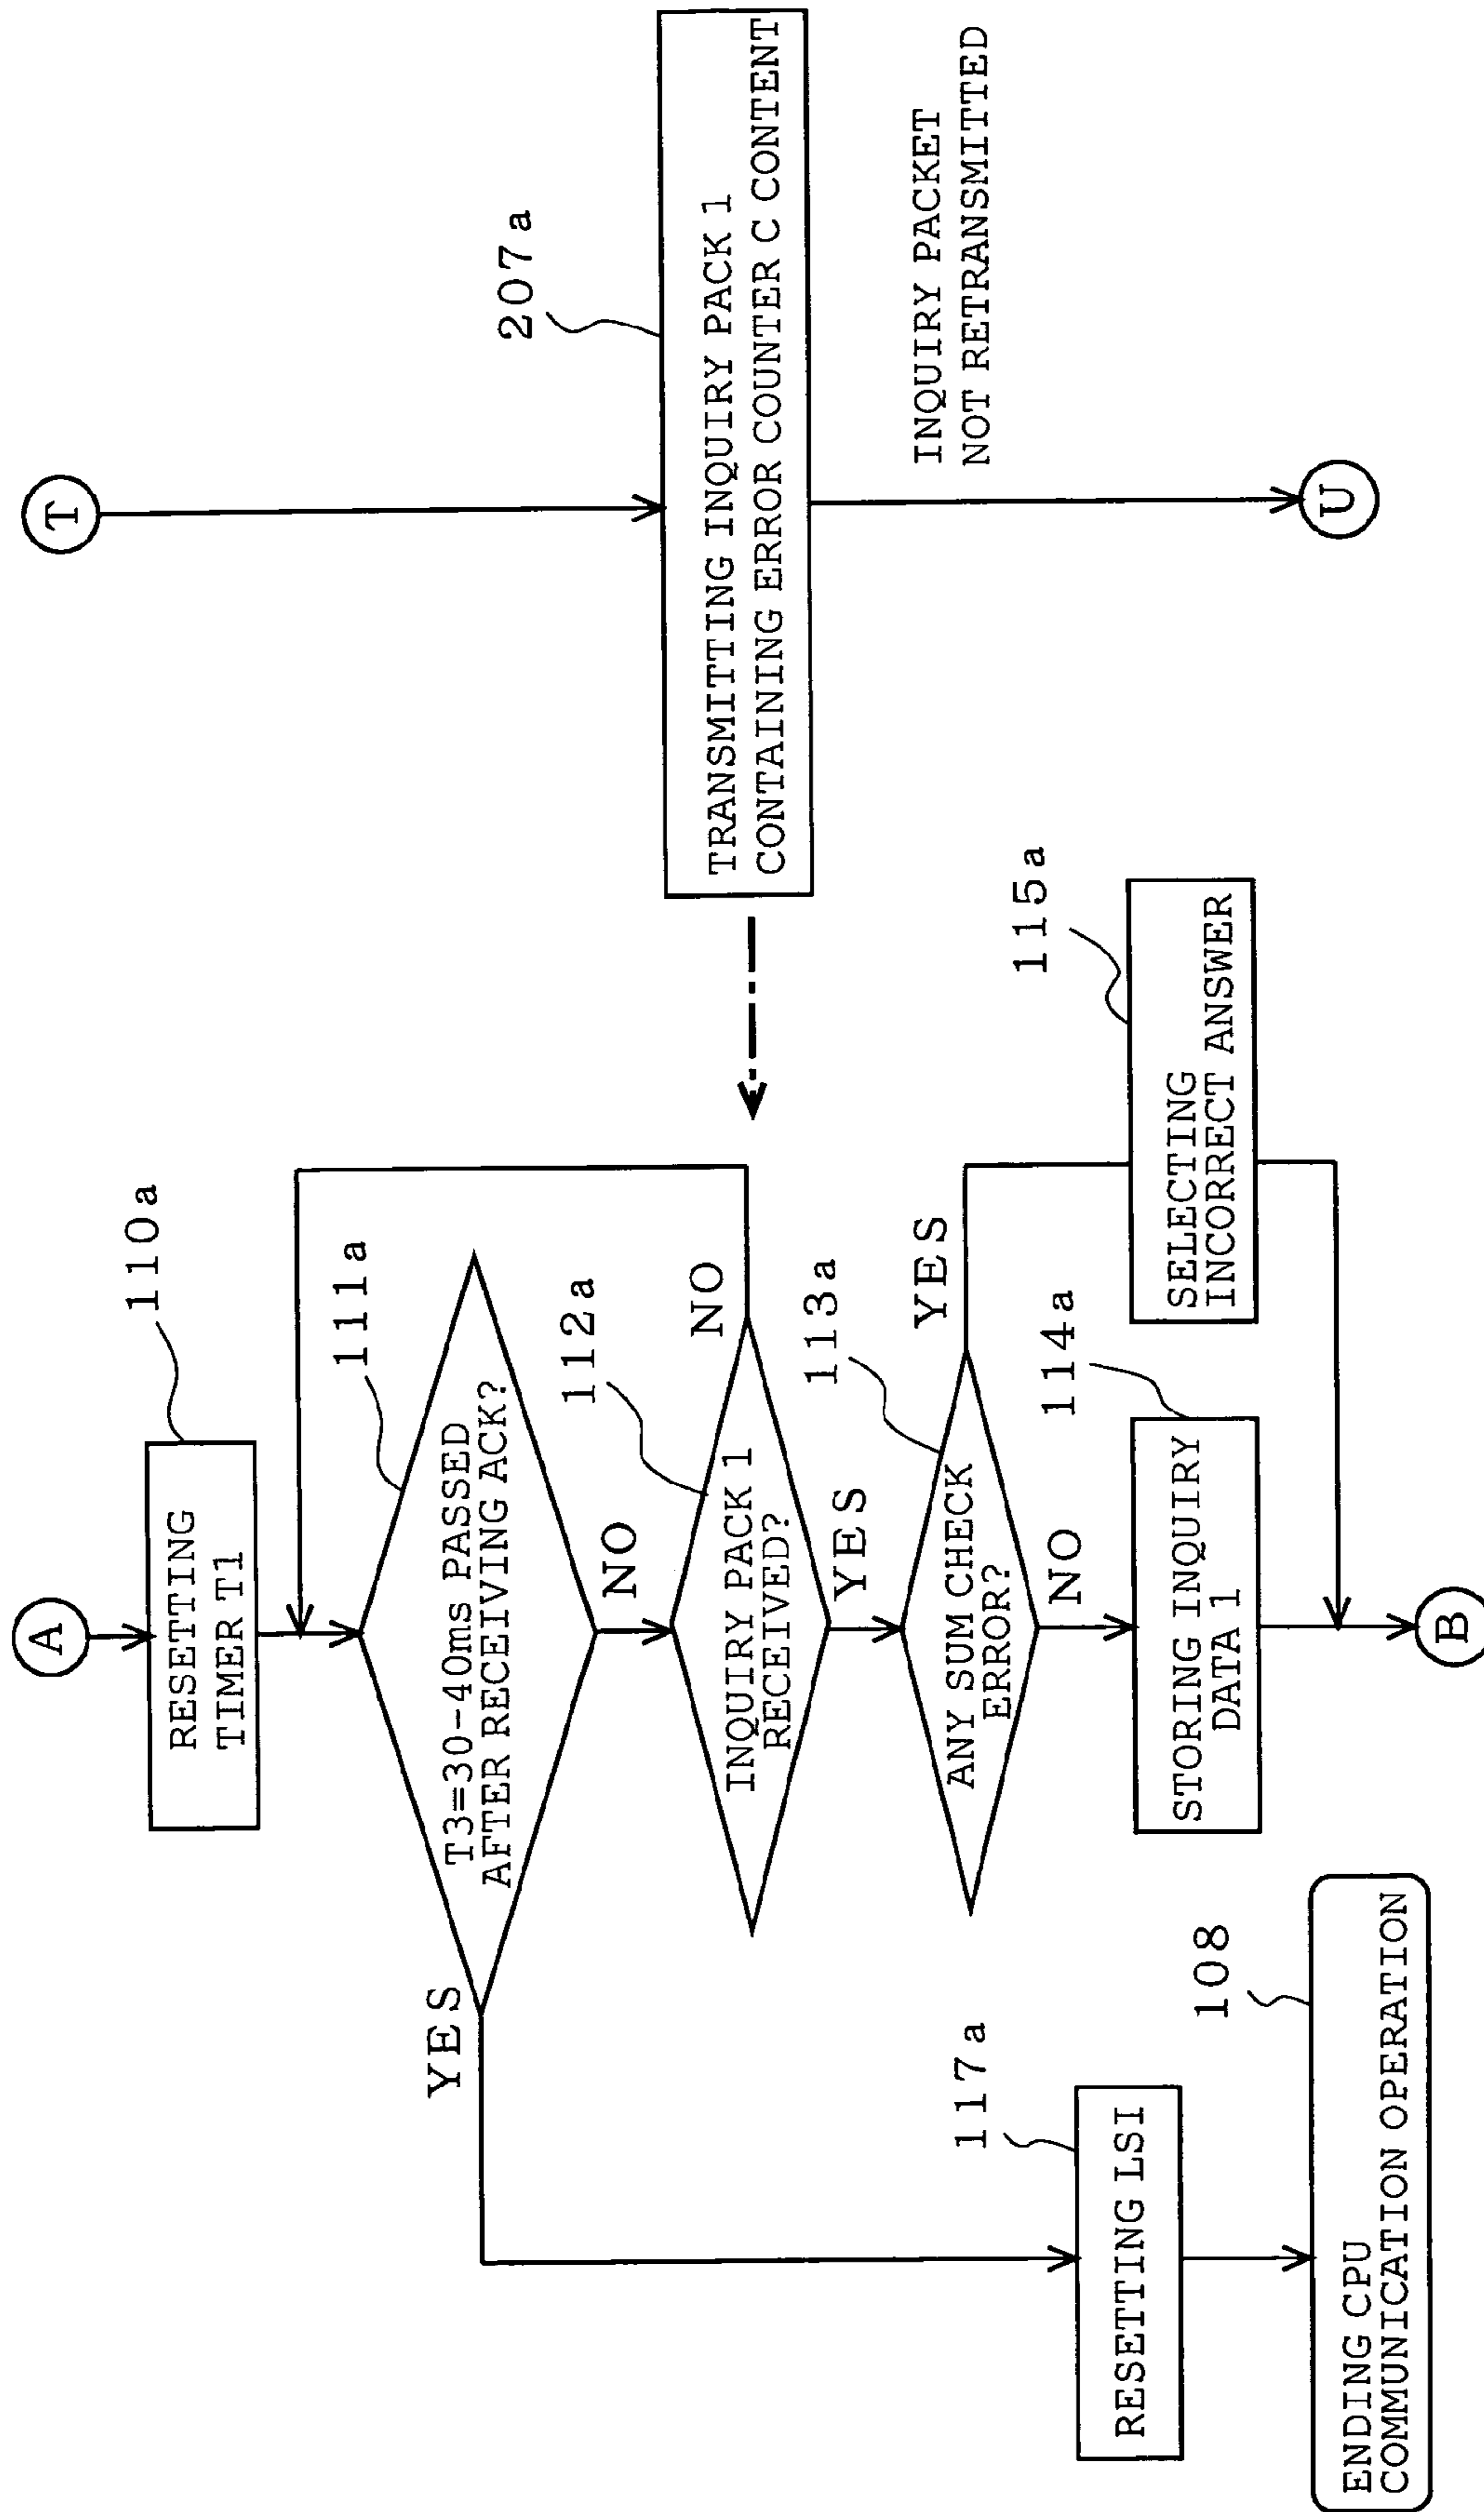 A
RESETTING
TIMER T1
110a
T3=30-40ms PASSED
AFTER RECEIVING ACK?
111a
YES
NO
INQUIRY PACK 1
RECEIVED?
112a
NO
YES
ANY SUM CHECK
ERROR?
113a
YES
NO
STORING INQUIRY
DATA 1
114a
SELECTING
INCORRECT ANSWER
115a
B
RESETTING LSI
117a
ENDING CPU
COMMUNICATION OPERATION
108
T
TRANSMITTING INQUIRY PACK 1
CONTAINING ERROR COUNTER C CONTENT
207a
INQUIRY PACKET
NOT RETRANSMITTED
U